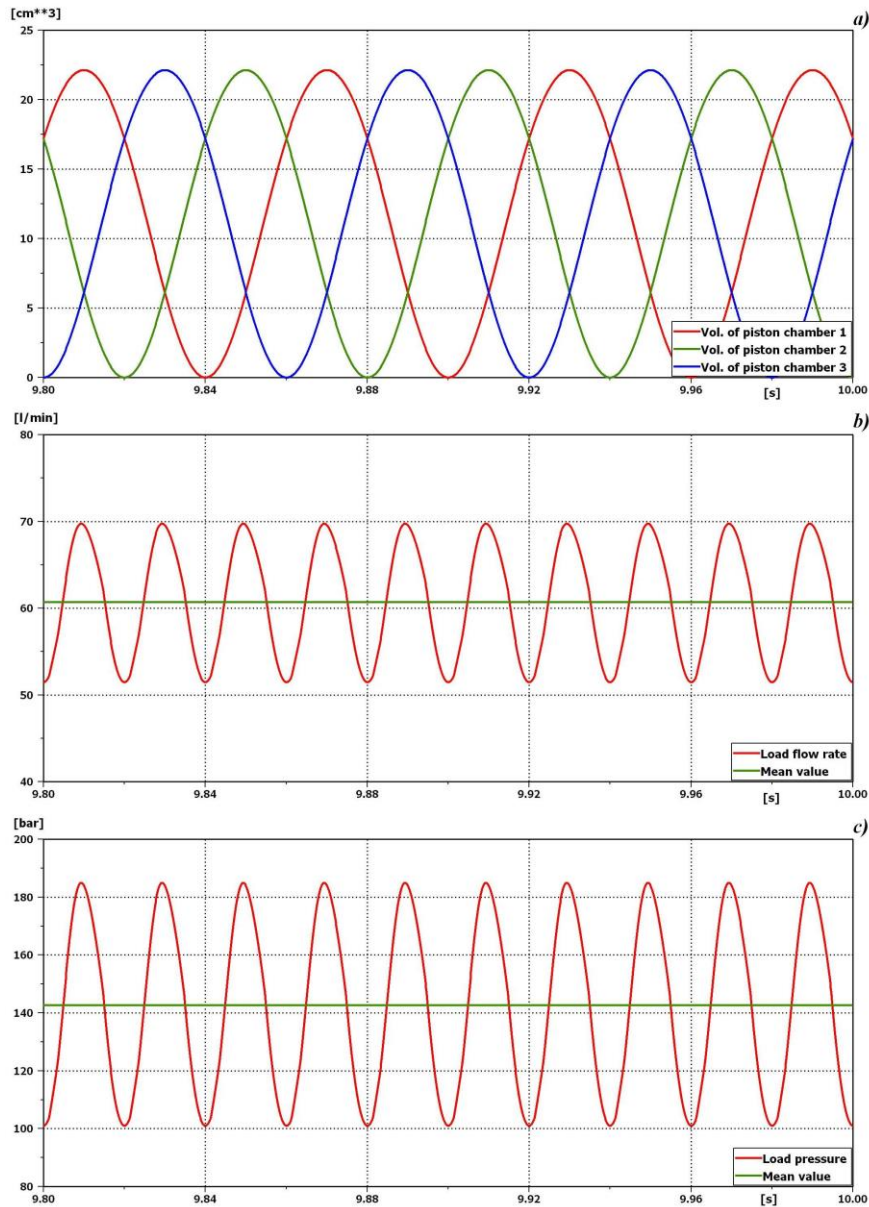 [cm**3]
a)
25
20
15
10
5
0
Vol. of piston chamber 1
Vol. of piston chamber 2
Vol. of piston chamber 3
9.80 9.84 9.88 9.92 9.96 10.00
[s]
[l/min]
b)
80
70
60
50
40
Load flow rate
Mean value
9.80 9.84 9.88 9.92 9.96 10.00
[s]
[bar]
c)
200
180
160
140
120
100
80
Load pressure
Mean value
9.80 9.84 9.88 9.92 9.96 10.00
[s]